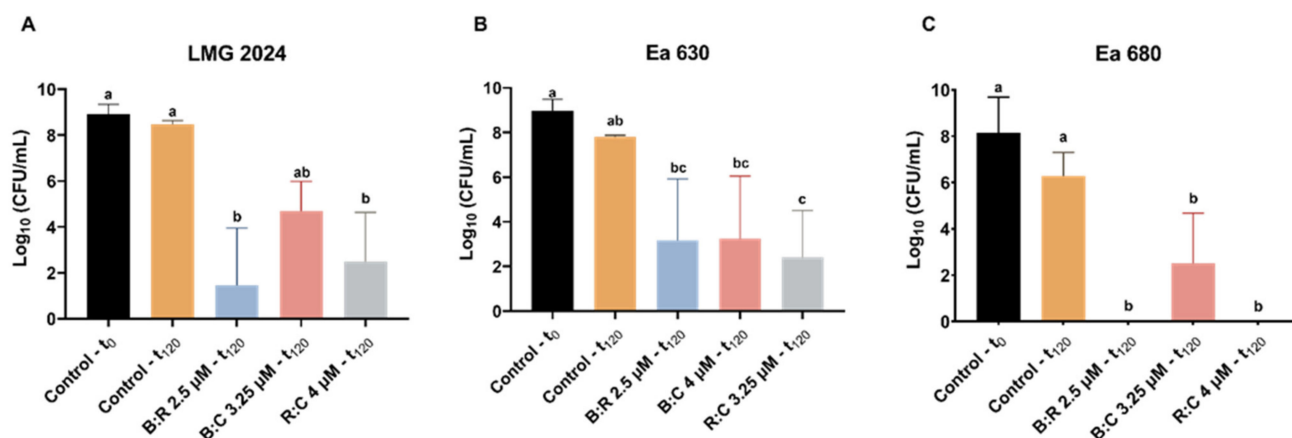 A
LMG 2024
Log10 (CFU/mL)
10
8
6
4
2
0
a
a
b
ab
b
Control - t0
Control - t120
B:R 2.5 µM - t120
B:C 3.25 µM - t120
R:C 4 µM - t120
B
Ea 630
Log10 (CFU/mL)
10
8
6
4
2
0
a
ab
bc
bc
c
Control - t0
Control - t120
B:R 2.5 µM - t120
B:C 4 µM - t120
R:C 3.25 µM - t120
C
Ea 680
Log10 (CFU/mL)
10
8
6
4
2
0
a
a
b
b
b
Control - t0
Control - t120
B:R 2.5 µM - t120
B:C 3.25 µM - t120
R:C 4 µM - t120